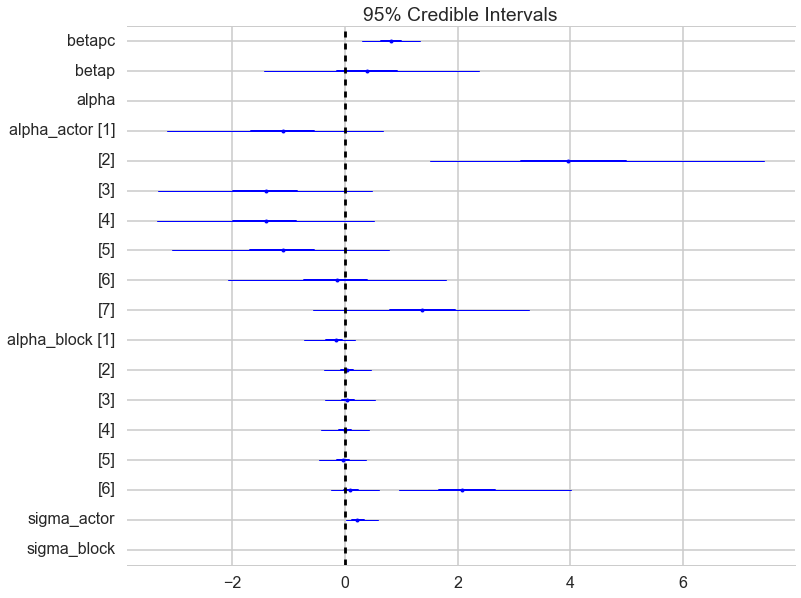 95% Credible Intervals
betapc
betap
alpha
alpha_actor [1]
[2]
[3]
[4]
[5]
[6]
[7]
alpha_block [1]
[2]
[3]
[4]
[5]
[6]
sigma_actor
sigma_block
−2 0 2 4 6